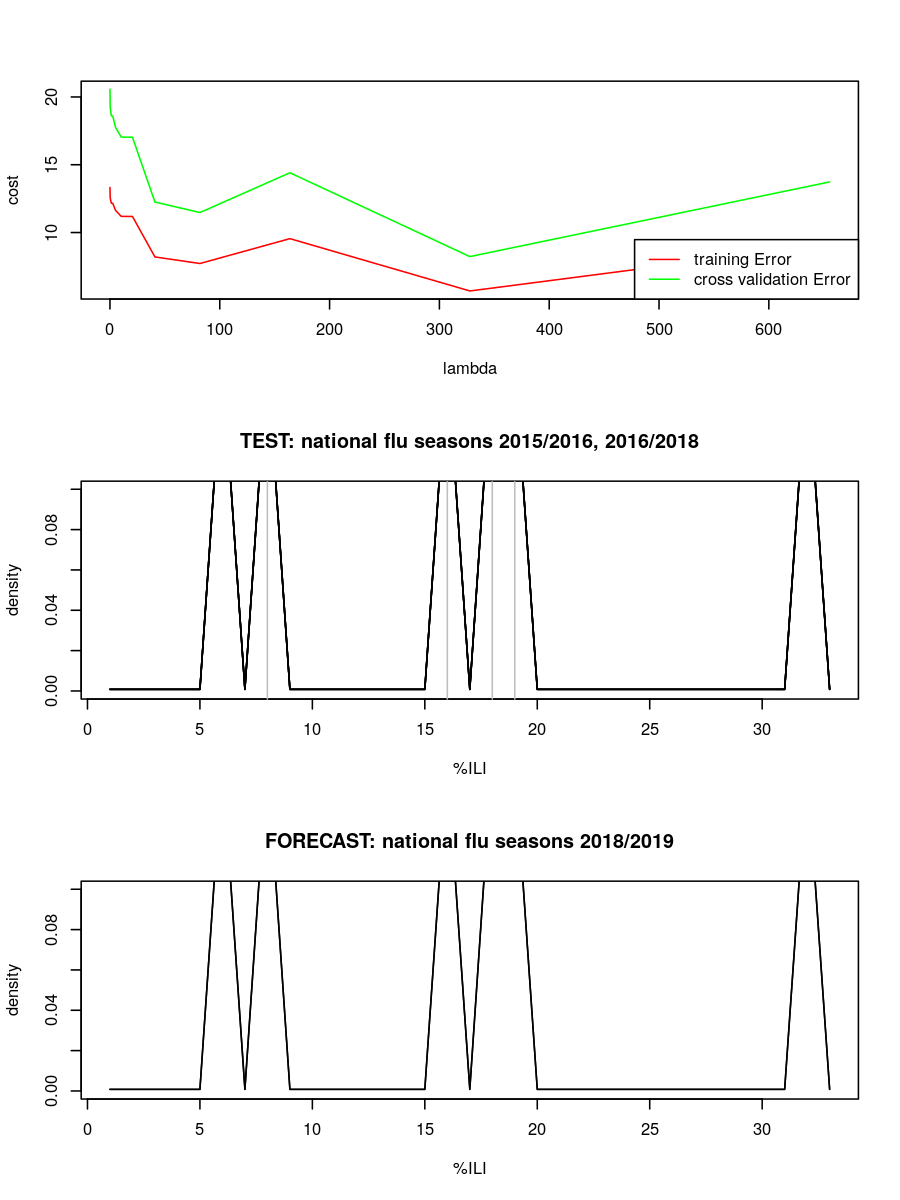 cost
10
15
20
training Error
cross validation Error
0 100 200 300 400 500 600
lambda
TEST: national flu seasons 2015/2016, 2016/2018
density
0.00
0.04
0.08
0 5 10 15 20 25 30
%ILI
FORECAST: national flu seasons 2018/2019
density
0.00
0.04
0.08
0 5 10 15 20 25 30
%ILI